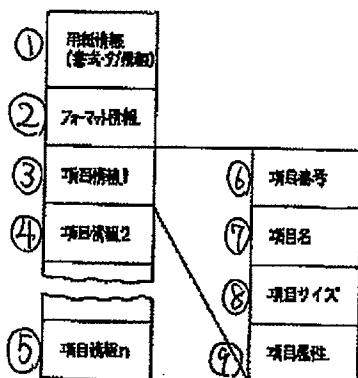 ① 用紙情報
(書式・タブ情報)
② フォーマット情報
③ 項目情報1
④ 項目情報2
⑤ 項目情報n
⑥ 項目番号
⑦ 項目名
⑧ 項目サイズ
⑨ 項目属性